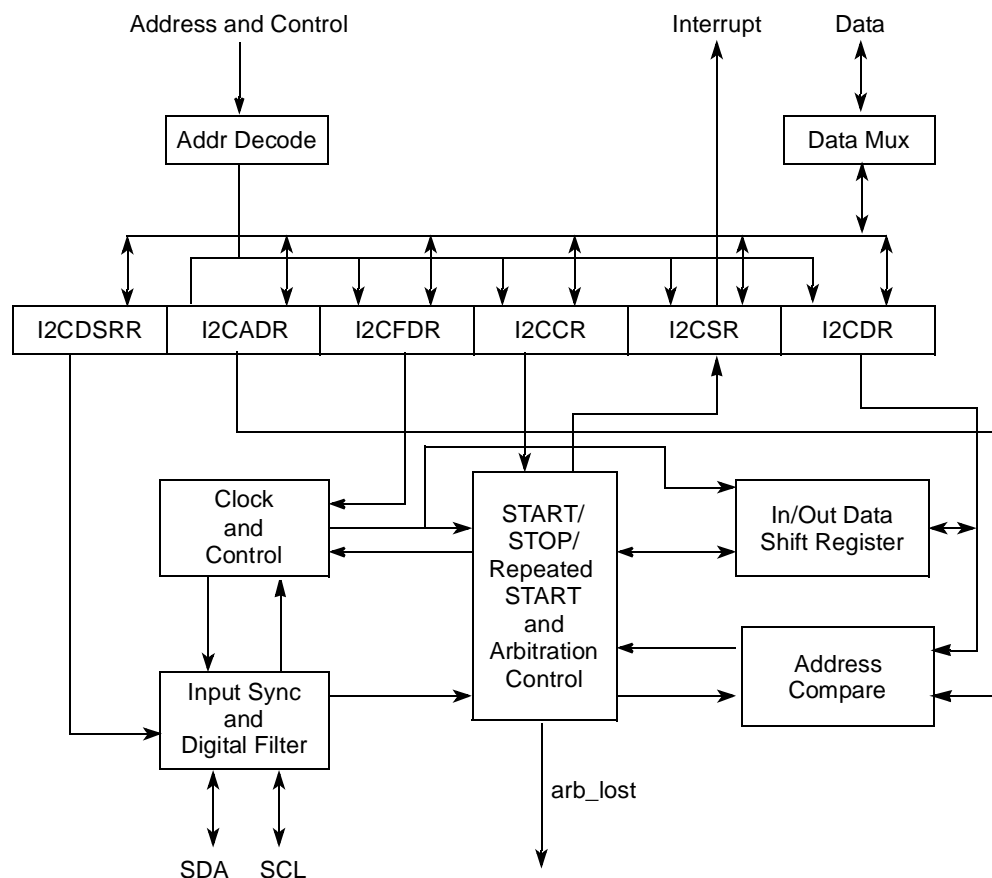 Address and Control
Interrupt
Data
Addr Decode
Data Mux
I2CDSRR
I2CADR
I2CFDR
I2CCR
I2CSR
I2CDR
Clock
and
Control
START/
STOP/
Repeated
START
and
Arbitration
Control
In/Out Data
Shift Register
Input Sync
and
Digital Filter
Address
Compare
arb_lost
SDA
SCL